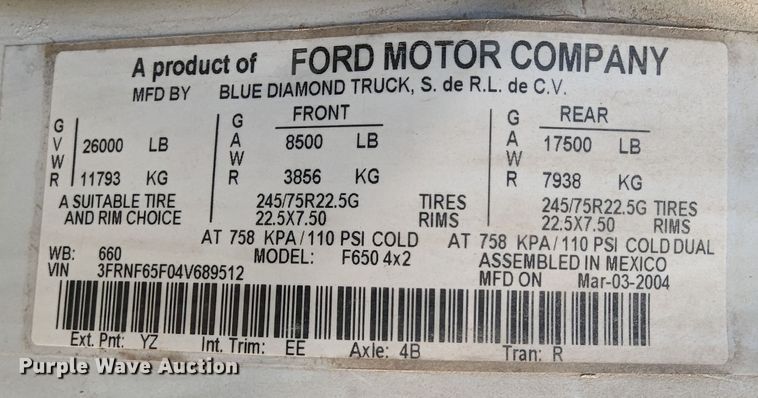 A product of FORD MOTOR COMPANY
MFD BY BLUE DIAMOND TRUCK, S. de R.L. de C.V.
GVWR 26000 LB
11793 KG
FRONT
GAWR 8500 LB
3856 KG
REAR
GAWR 17500 LB
7938 KG
A SUITABLE TIRE 245/75R22.5G TIRES 245/75R22.5G TIRES
AND RIM CHOICE 22.5X7.50 RIMS 22.5X7.50 RIMS
AT 758 KPA/110 PSI COLD AT 758 KPA/110 PSI COLD DUAL
WB: 660 MODEL: F650 4x2 ASSEMBLED IN MEXICO
VIN 3FRNF65F04V689512 MFD ON Mar-03-2004
Ext. Pnt: YZ Int. Trim: EE Axle: 4B Tran: R
Purple Wave Auction